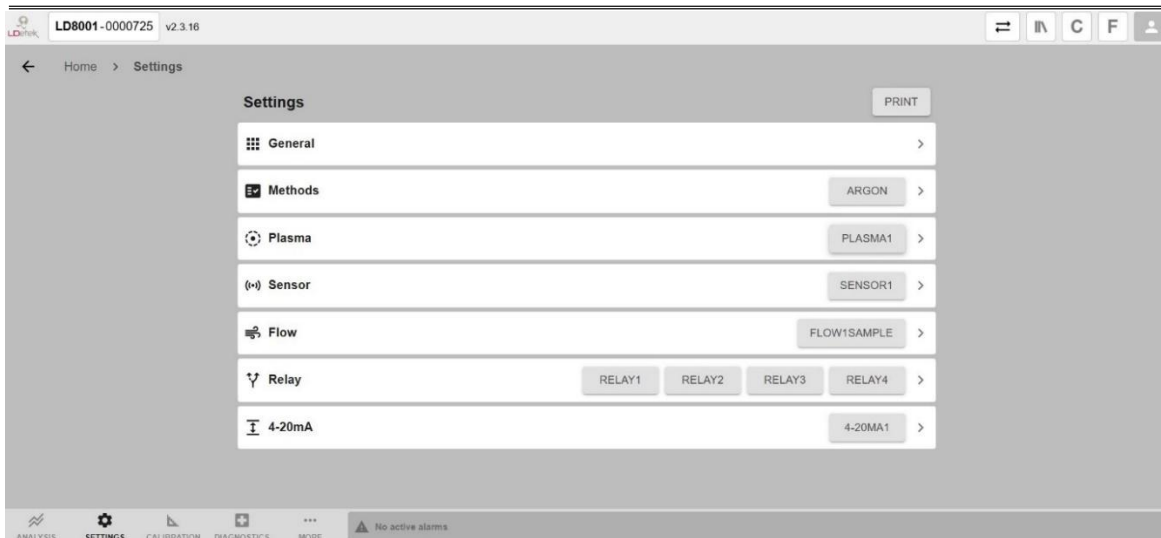 LDetek LD8001-0000725 v2.3.16 C F
Home > Settings
Settings PRINT
General
Methods ARGON
Plasma PLASMA1
Sensor SENSOR1
Flow FLOW1SAMPLE
Relay RELAY1 RELAY2 RELAY3 RELAY4
4-20mA 4-20MA1
No active alarms
ANALYSIS SETTINGS CALIBRATION DIAGNOSTICS MORE